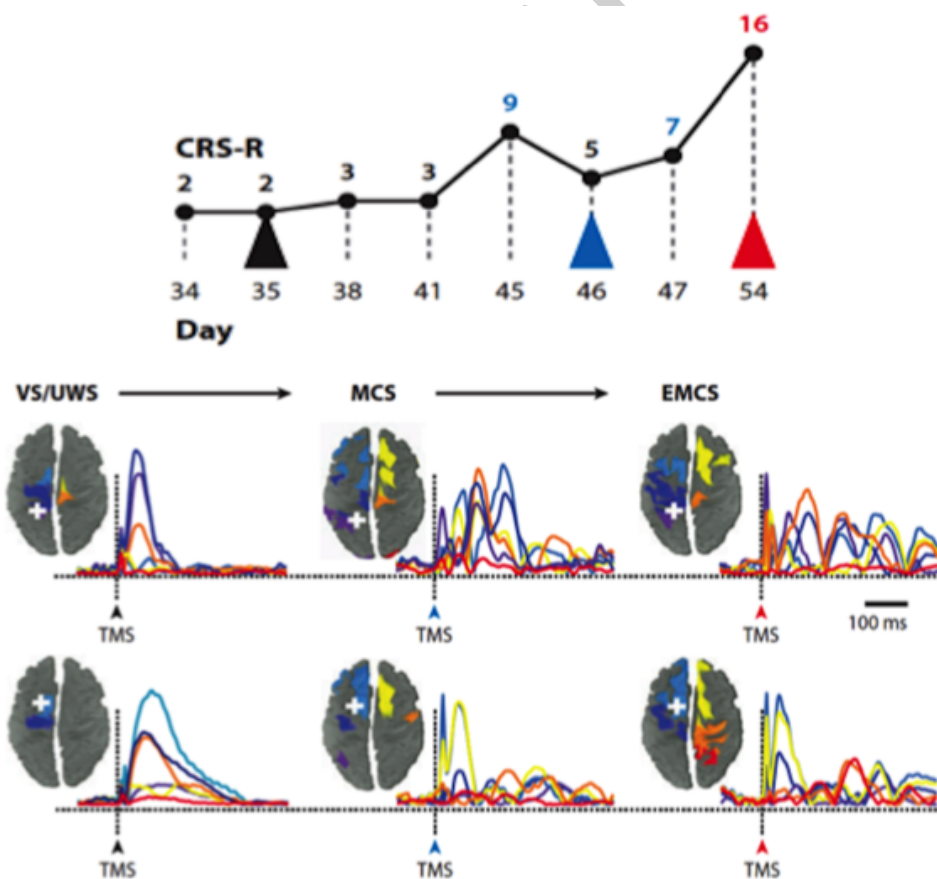 16
9
CRS-R
2 2 3 3 5 7
34 35 38 41 45 46 47 54
Day
VS/UWS MCS EMCS
TMS TMS TMS
100 ms
TMS TMS TMS